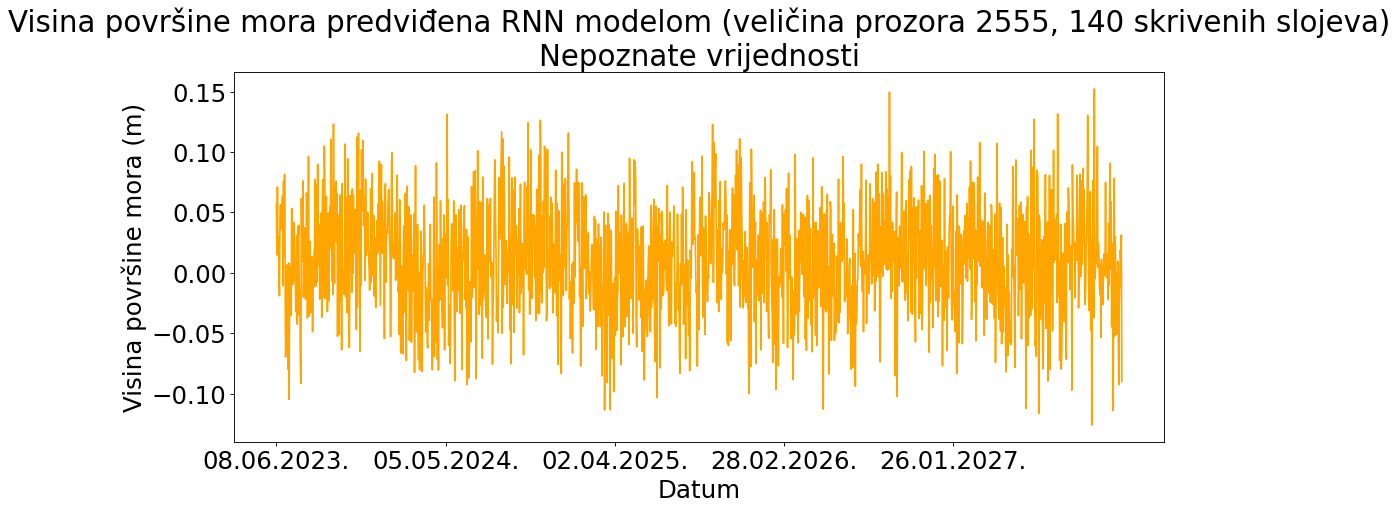 Visina površine mora predviđena RNN modelom (veličina prozora 2555, 140 skrivenih slojeva)
Nepoznate vrijednosti
Visina površine mora (m)
0.15
0.10
0.05
0.00
−0.05
−0.10
08.06.2023. 05.05.2024. 02.04.2025. 28.02.2026. 26.01.2027.
Datum